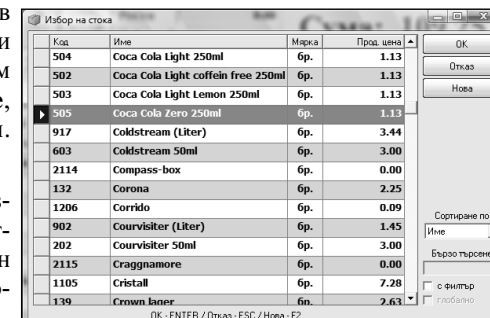 в
и
м
е,
и.
з-
т-
н
о-
Избор на стока
Код Име Мярка Прод. цена
504 Coca Cola Light 250ml бр. 1.13
502 Coca Cola Light coffein free 250ml бр. 1.13
503 Coca Cola Light Lemon 250ml бр. 1.13
505 Coca Cola Zero 250ml бр. 1.13
917 Coldstream (Liter) бр. 3.44
603 Coldstream 50ml бр. 3.00
2114 Compass-box бр. 0.00
132 Corona бр. 2.25
1206 Corrido бр. 0.09
902 Courvisiter (Liter) бр. 1.45
202 Courvisiter 50ml бр. 3.00
2115 Craggnamore бр. 0.00
1105 Cristall бр. 7.28
139 Crown lager бр. 2.63
OK
Отказ
Нова
Сортиране по
Име
Бързо търсене
с филтър
глобално
OK - ENTER / Отказ - ESC / Нова - F2